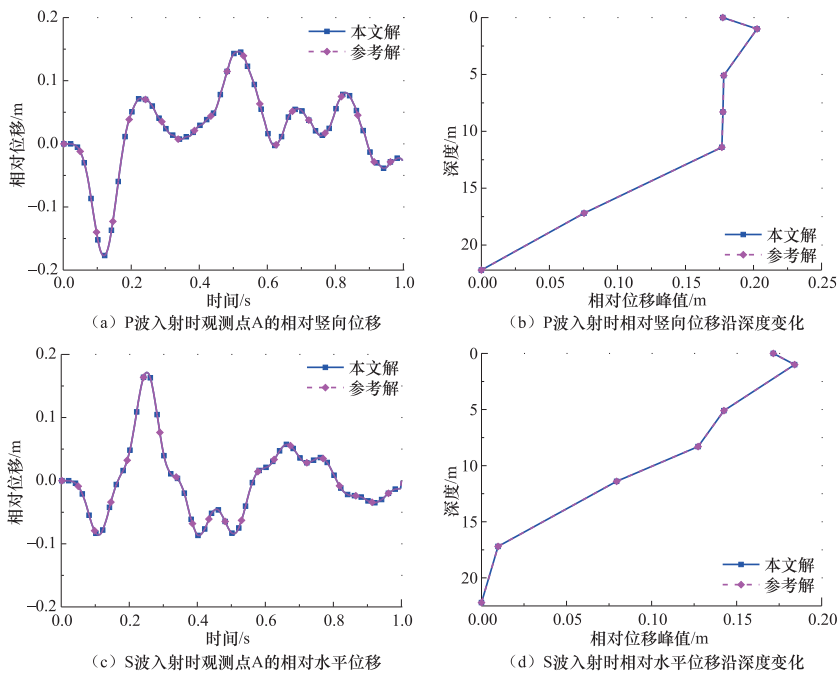 0.2
0.1
0.0
−0.1
−0.2
相对位移/m
本文解
参考解
0.0 0.2 0.4 0.6 0.8 1.0
时间/s
（a）P波入射时观测点A的相对竖向位移
0
5
10
15
20
深度/m
本文解
参考解
0.00 0.05 0.10 0.15 0.20 0.25
相对位移峰值/m
（b）P波入射时相对竖向位移沿深度变化
0.2
0.1
0.0
−0.1
−0.2
相对位移/m
本文解
参考解
0.0 0.2 0.4 0.6 0.8 1.0
时间/s
（c）S波入射时观测点A的相对水平位移
0
5
10
15
20
深度/m
本文解
参考解
0.00 0.05 0.10 0.15 0.20
相对位移峰值/m
（d）S波入射时相对水平位移沿深度变化